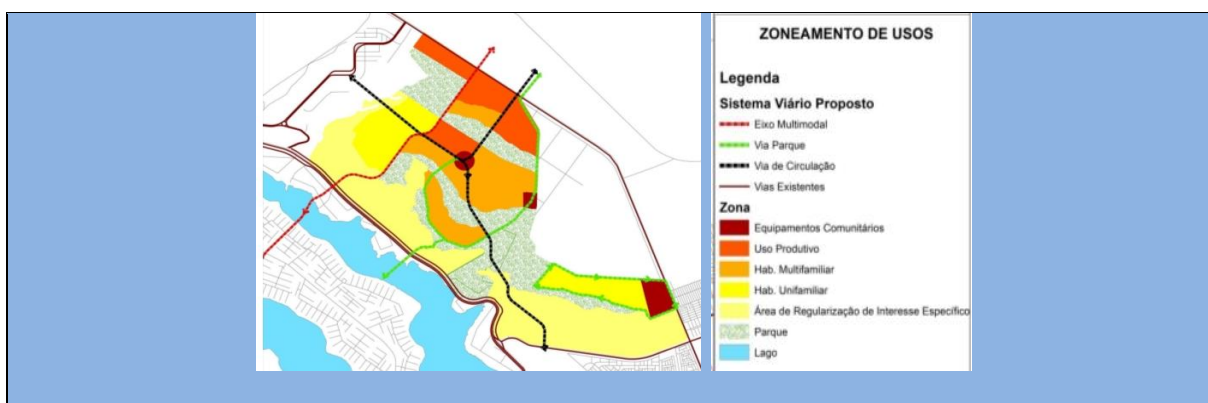 ZONEAMENTO DE USOS
Legenda
Sistema Viário Proposto
Eixo Multimodal
Via Parque
Via de Circulação
Vias Existentes
Zona
Equipamentos Comunitários
Uso Produtivo
Hab. Multifamiliar
Hab. Unifamiliar
Área de Regularização de Interesse Específico
Parque
Lago